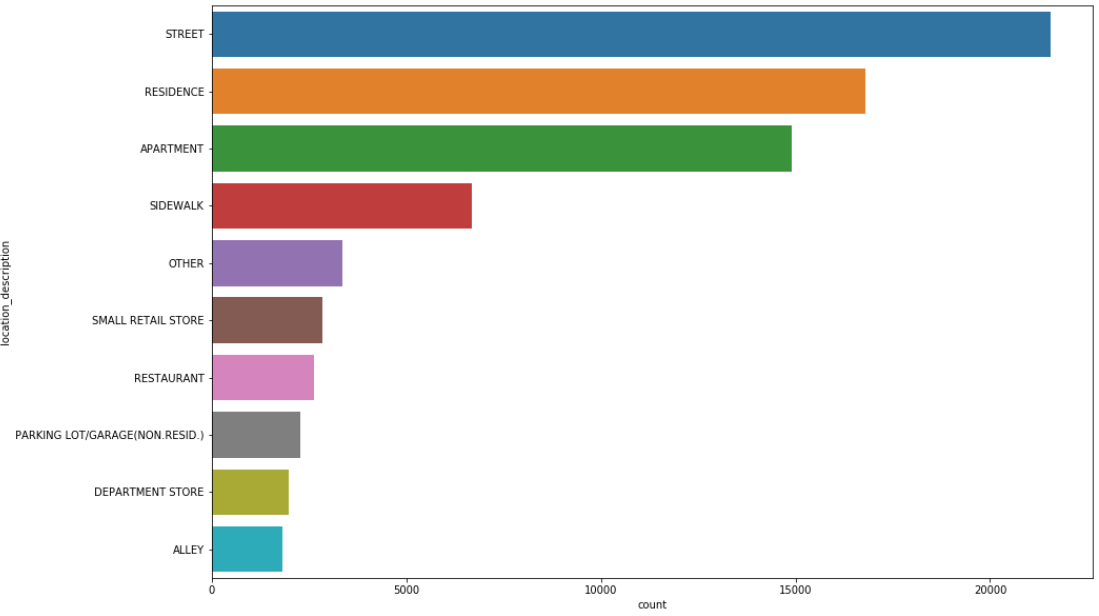 STREET
RESIDENCE
APARTMENT
SIDEWALK
OTHER
SMALL RETAIL STORE
RESTAURANT
PARKING LOT/GARAGE(NON.RESID.)
DEPARTMENT STORE
ALLEY
location_description
0 5000 10000 15000 20000
count